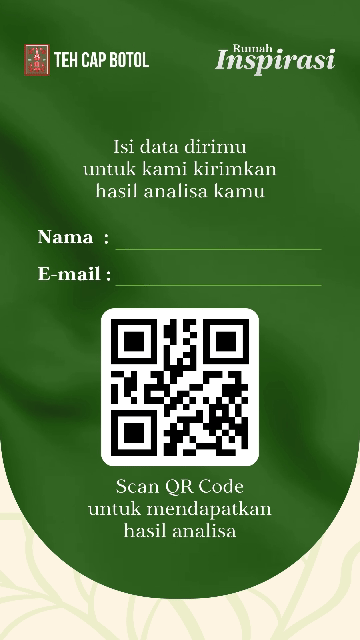 TEH CAP BOTOL
Rumah
Inspirasi
Isi data dirimu
untuk kami kirimkan
hasil analisa kamu
Nama :
E-mail :
Scan QR Code
untuk mendapatkan
hasil analisa